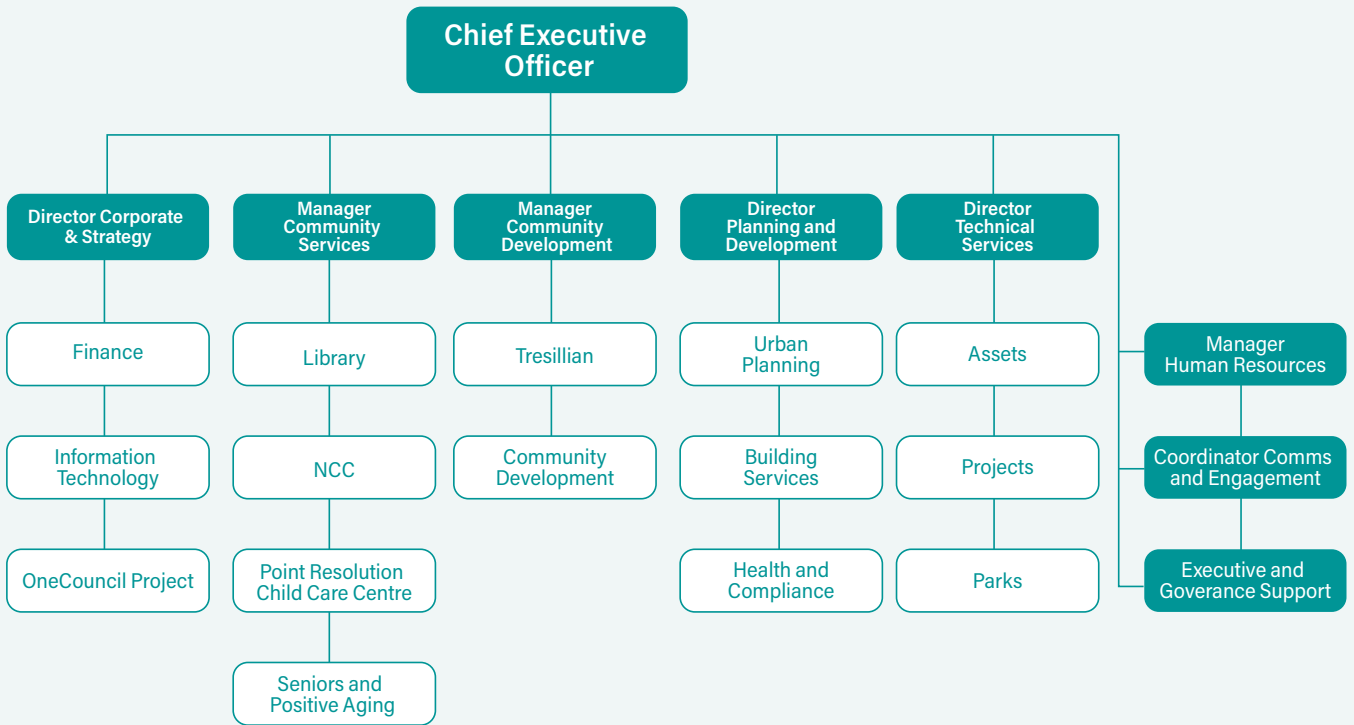 Chief Executive
Officer
Director Corporate
& Strategy
Manager
Community
Services
Manager
Community
Development
Director
Planning and
Development
Director
Technical
Services
Finance
Library
Tresillian
Urban
Planning
Assets
Manager
Human Resources
Information
Technology
NCC
Community
Development
Building
Services
Projects
Coordinator Comms
and Engagement
OneCouncil Project
Point Resolution
Child Care Centre
Health and
Compliance
Parks
Executive and
Goverance Support
Seniors and
Positive Aging